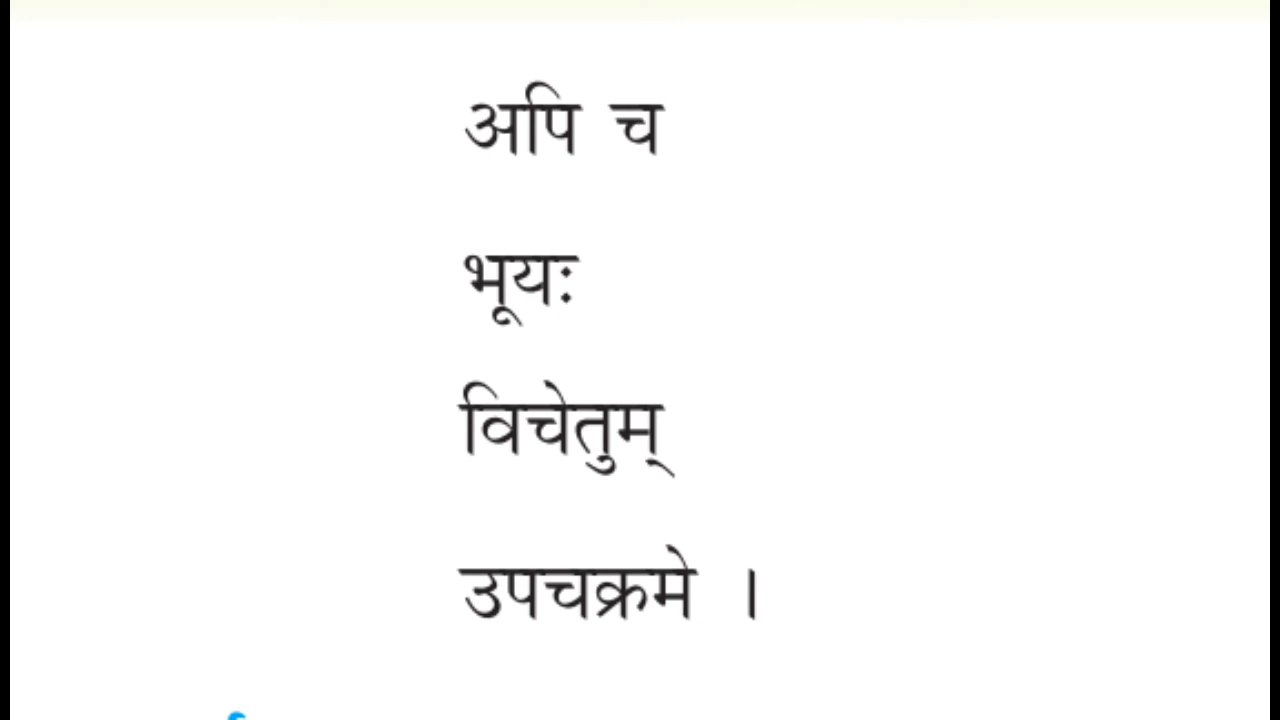 अपि च
भूयः
विचेतुम्
उपचक्रमे ।